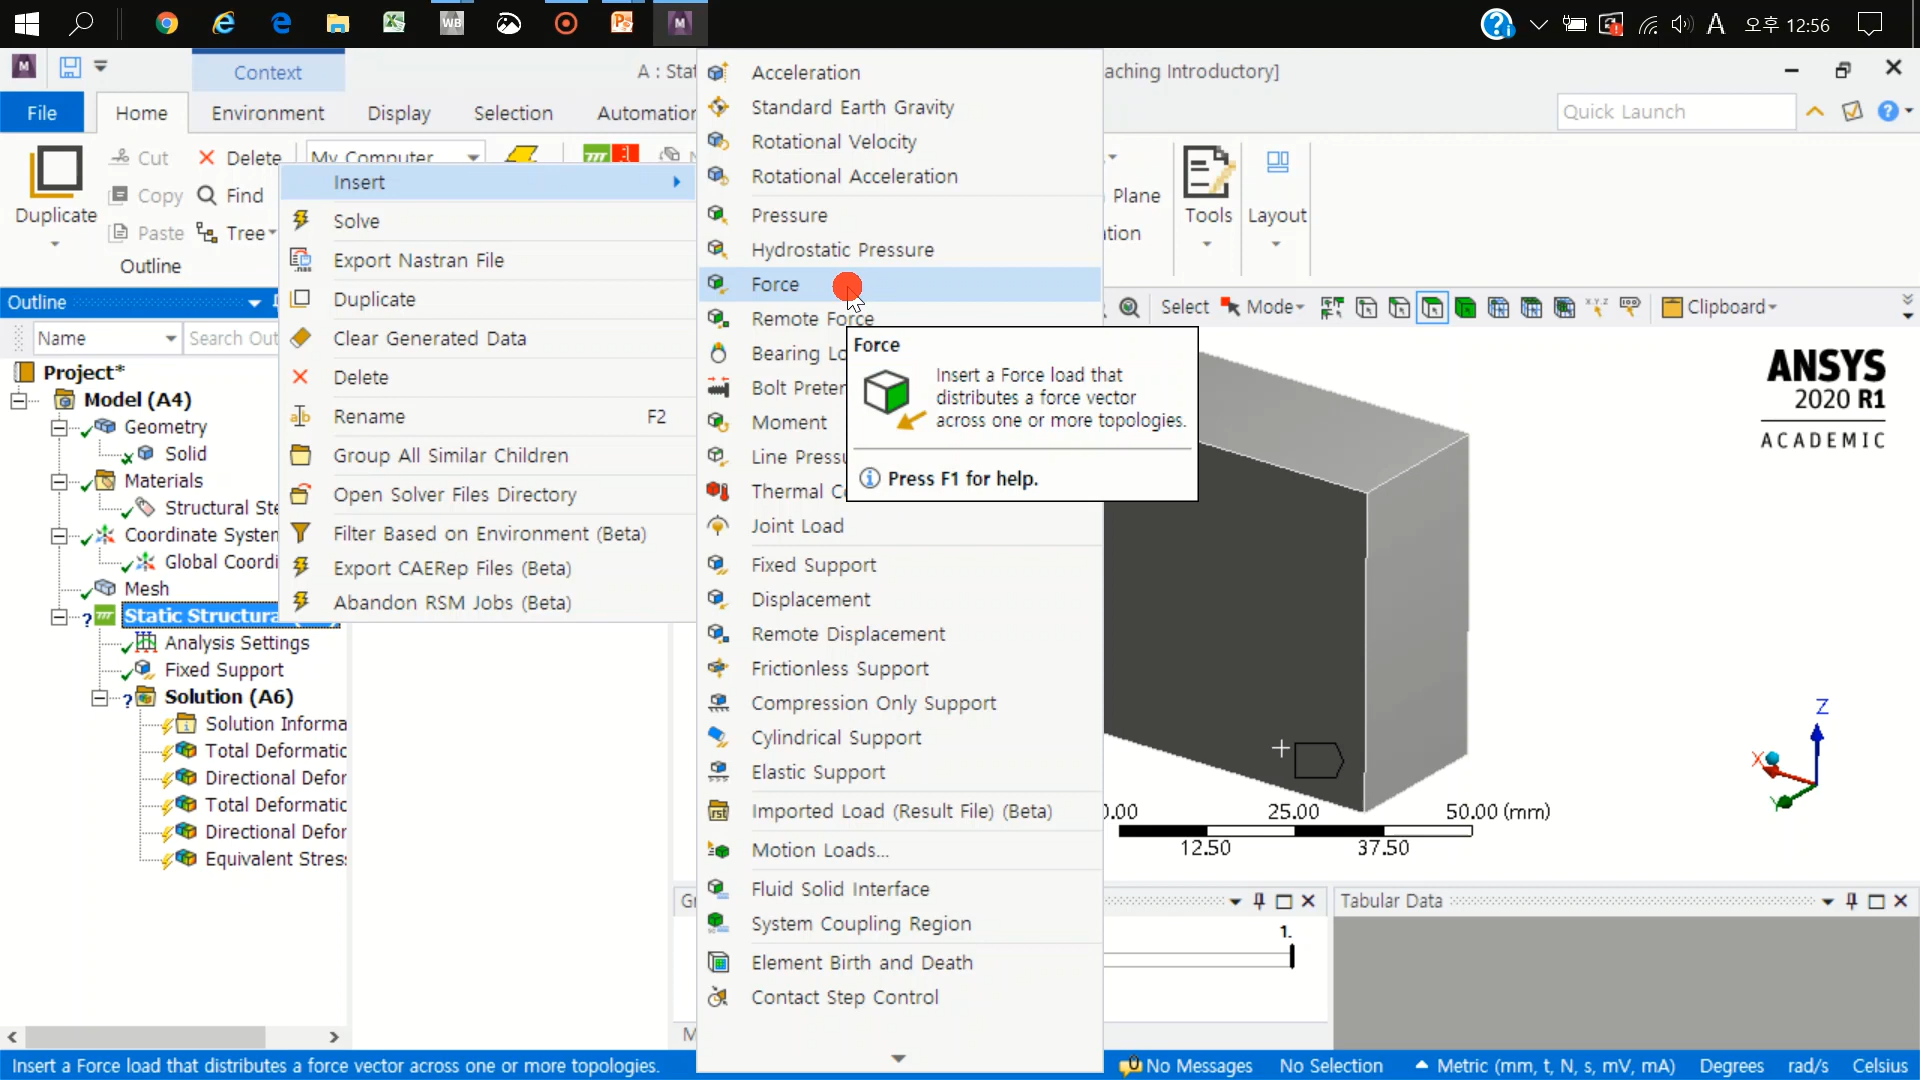 WB
A
오후 12:56
Context
A : Stat
aching Introductory]
File
Home
Environment
Display
Selection
Automation
Quick Launch
Duplicate
Cut
Delete
My Computer
Copy
Find
Paste
Tree
Outline
Plane
Tools
Layout
Insert
Solve
Export Nastran File
Duplicate
Clear Generated Data
Delete
Rename F2
Group All Similar Children
Open Solver Files Directory
Filter Based on Environment (Beta)
Export CAERep Files (Beta)
Abandon RSM Jobs (Beta)
Acceleration
Standard Earth Gravity
Rotational Velocity
Rotational Acceleration
Pressure
Hydrostatic Pressure
Force
Remote Force
Bearing Lo
Bolt Preten
Moment
Line Pressu
Thermal Co
Joint Load
Fixed Support
Displacement
Remote Displacement
Frictionless Support
Compression Only Support
Cylindrical Support
Elastic Support
Imported Load (Result File) (Beta)
Motion Loads...
Fluid Solid Interface
System Coupling Region
Element Birth and Death
Contact Step Control
Force
Insert a Force load that
distributes a force vector
across one or more topologies.
Press F1 for help.
Select
Mode
Clipboard
Outline
Name
Search Out
Project*
Model (A4)
Geometry
Solid
Materials
Structural Ste
Coordinate System
Global Coordi
Mesh
Static Structura
Analysis Settings
Fixed Support
Solution (A6)
Solution Informa
Total Deformatic
Directional Defor
Total Deformatic
Directional Defor
Equivalent Stres
ANSYS
2020 R1
ACADEMIC
Z
X
Y
0.00
25.00
50.00 (mm)
12.50
37.50
Tabular Data
1.
Insert a Force load that distributes a force vector across one or more topologies.
No Messages
No Selection
Metric (mm, t, N, s, mV, mA)
Degrees
rad/s
Celsius